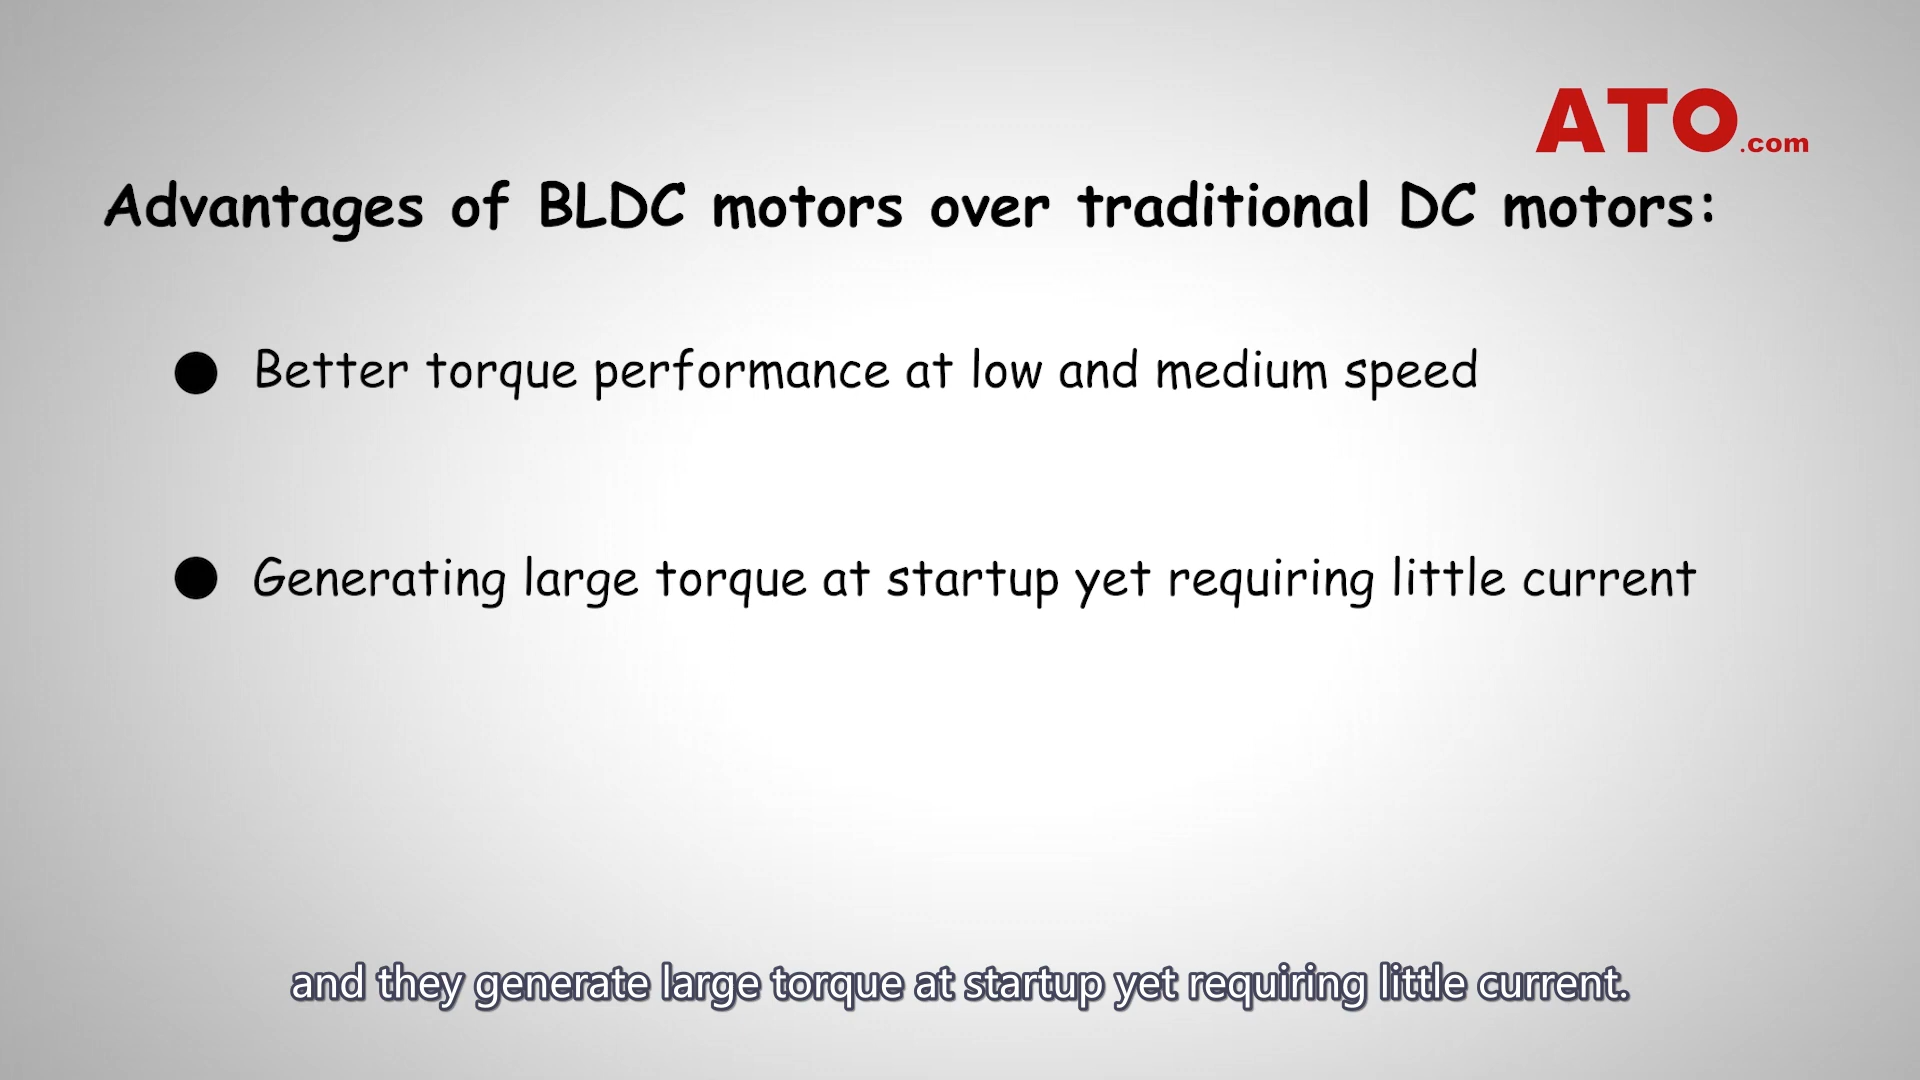 ATO.com
Advantages of BLDC motors over traditional DC motors:
● Better torque performance at low and medium speed
● Generating large torque at startup yet requiring little current
and they generate large torque at startup yet requiring little current.